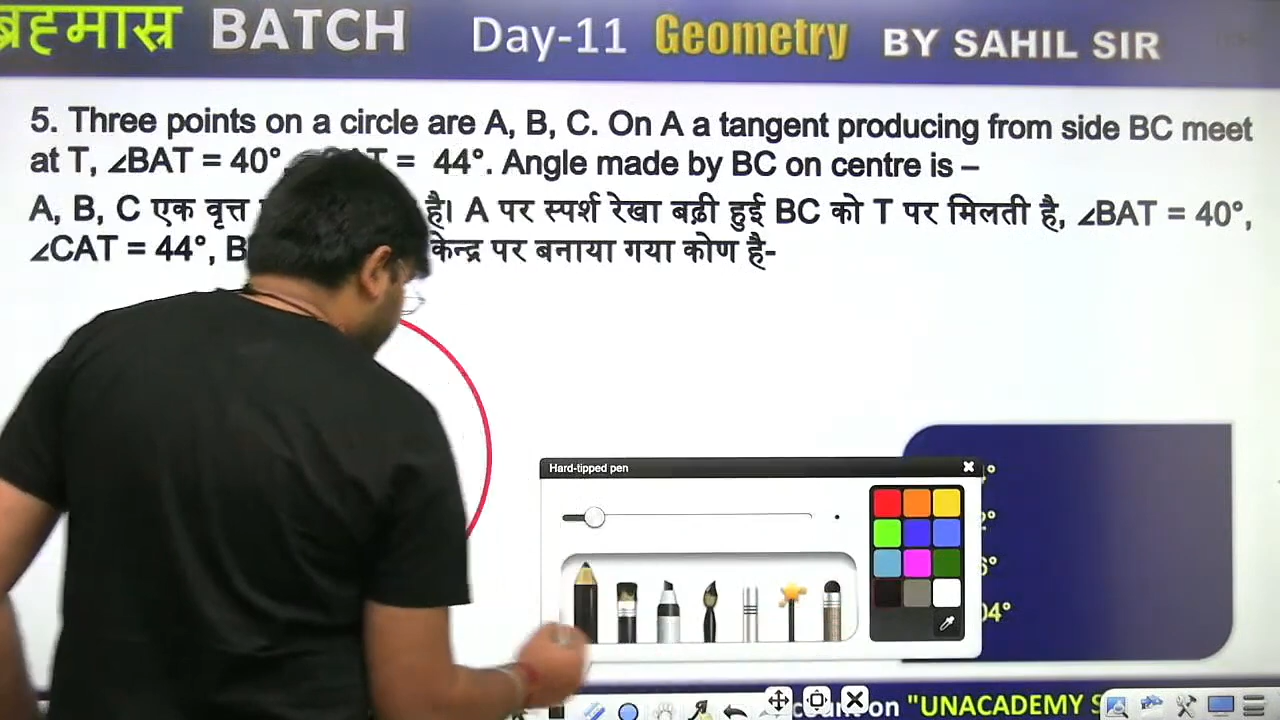 ब्रह्मास्र BATCH Day-11 Geometry BY SAHIL SIR
5. Three points on a circle are A, B, C. On A a tangent producing from side BC meet
at T, ∠BAT = 40°, = 44°. Angle made by BC on centre is –
A, B, C एक वृत्त है। A पर स्पर्श रेखा बढ़ी हुई BC को T पर मिलती है, ∠BAT = 40°,
∠CAT = 44°, B केन्द्र पर बनाया गया कोण है-
Hard-tipped pen
on "UNACADEMY